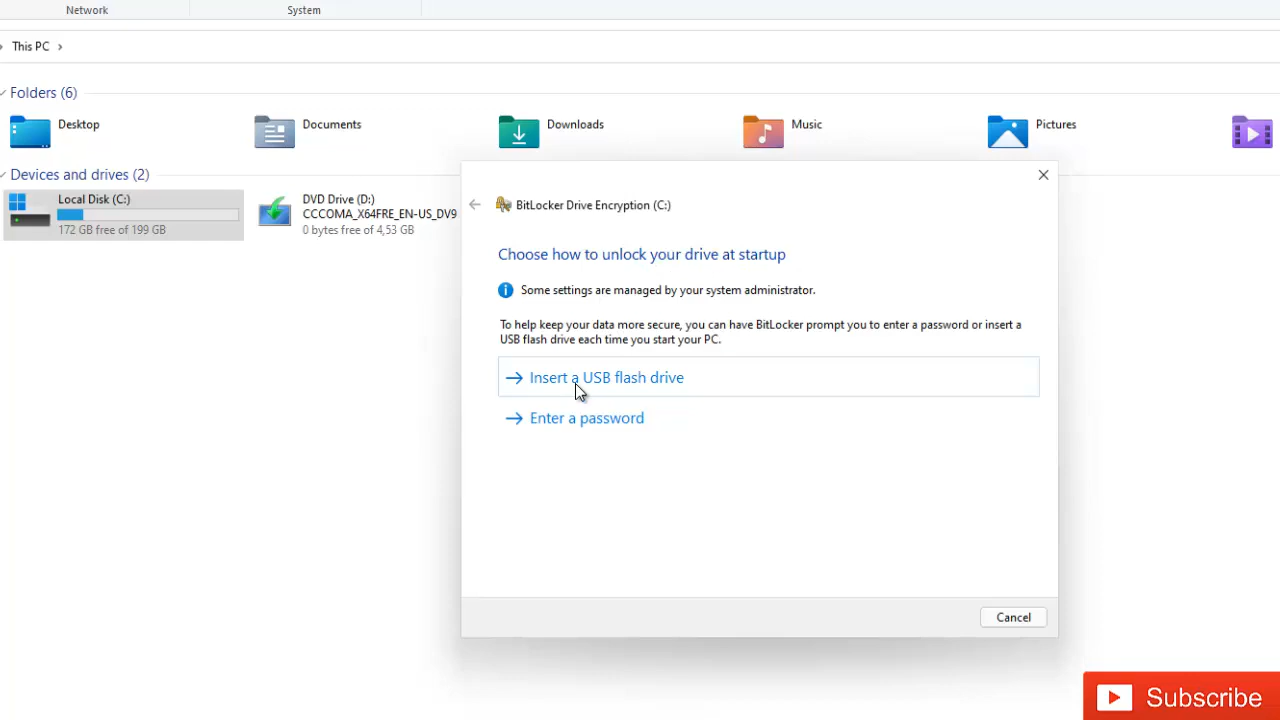 Network
System
This PC
Folders (6)
Desktop
Documents
Downloads
Music
Pictures
Devices and drives (2)
Local Disk (C:)
172 GB free of 199 GB
DVD Drive (D:)
CCCOMA_X64FRE_EN-US_DV9
0 bytes free of 4,53 GB
BitLocker Drive Encryption (C:)
Choose how to unlock your drive at startup
Some settings are managed by your system administrator.
To help keep your data more secure, you can have BitLocker prompt you to enter a password or insert a
USB flash drive each time you start your PC.
Insert a USB flash drive
Enter a password
Cancel
Subscribe